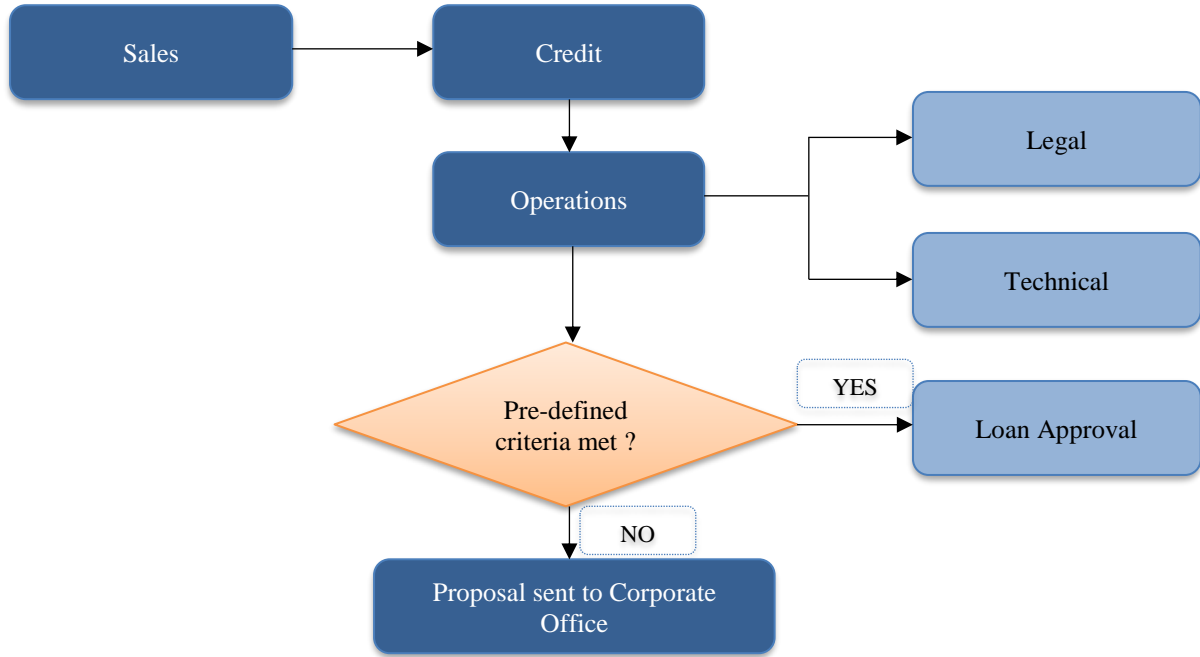 Sales
Credit
Legal
Operations
Technical
YES
Pre-defined
criteria met ?
Loan Approval
NO
Proposal sent to Corporate
Office